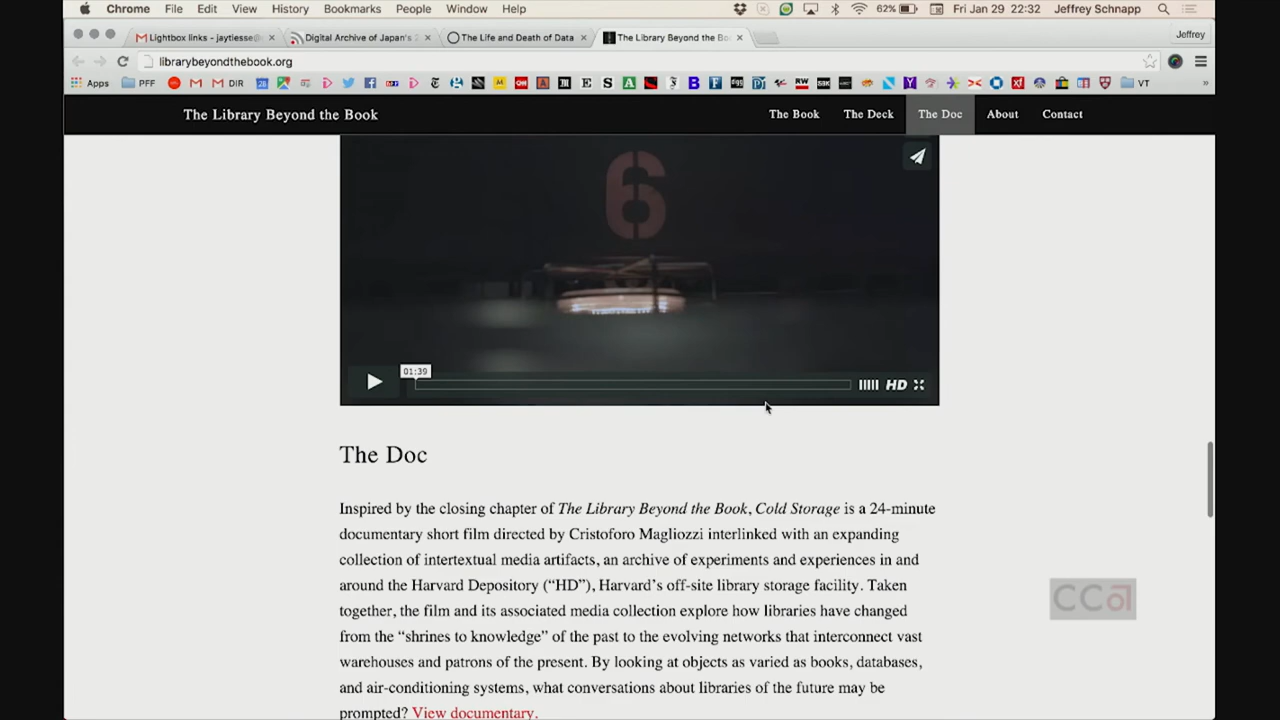 Chrome File Edit View History Bookmarks People Window Help 62% Fri Jan 29 22:32 Jeffrey Schnapp
Lightbox links - jaytiesse@ Digital Archive of Japan's The Life and Death of Data The Library Beyond the Bo Jeffrey
librarybeyondthebook.org
Apps PFF DIR VT
The Library Beyond the Book The Book The Deck The Doc About Contact
6
01:39
HD
The Doc
Inspired by the closing chapter of The Library Beyond the Book, Cold Storage is a 24-minute
documentary short film directed by Cristoforo Magliozzi interlinked with an expanding
collection of intertextual media artifacts, an archive of experiments and experiences in and
around the Harvard Depository (“HD”), Harvard’s off-site library storage facility. Taken
together, the film and its associated media collection explore how libraries have changed
from the “shrines to knowledge” of the past to the evolving networks that interconnect vast
warehouses and patrons of the present. By looking at objects as varied as books, databases,
and air-conditioning systems, what conversations about libraries of the future may be
prompted? View documentary.
CCa